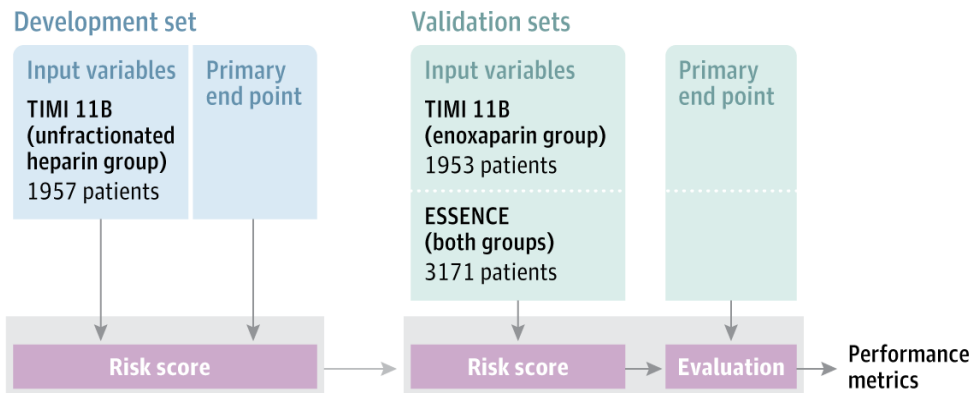 Development set
Input variables
TIMI 11B
(unfractionated
heparin group)
1957 patients
Primary
end point
Risk score
Validation sets
Input variables
TIMI 11B
(enoxaparin group)
1953 patients
ESSENCE
(both groups)
3171 patients
Primary
end point
Risk score
Evaluation
Performance
metrics